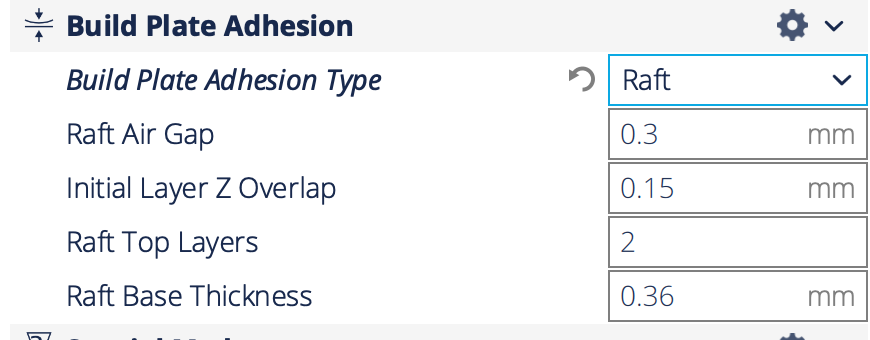 Build Plate Adhesion
Build Plate Adhesion Type Raft
Raft Air Gap 0.3 mm
Initial Layer Z Overlap 0.15 mm
Raft Top Layers 2
Raft Base Thickness 0.36 mm